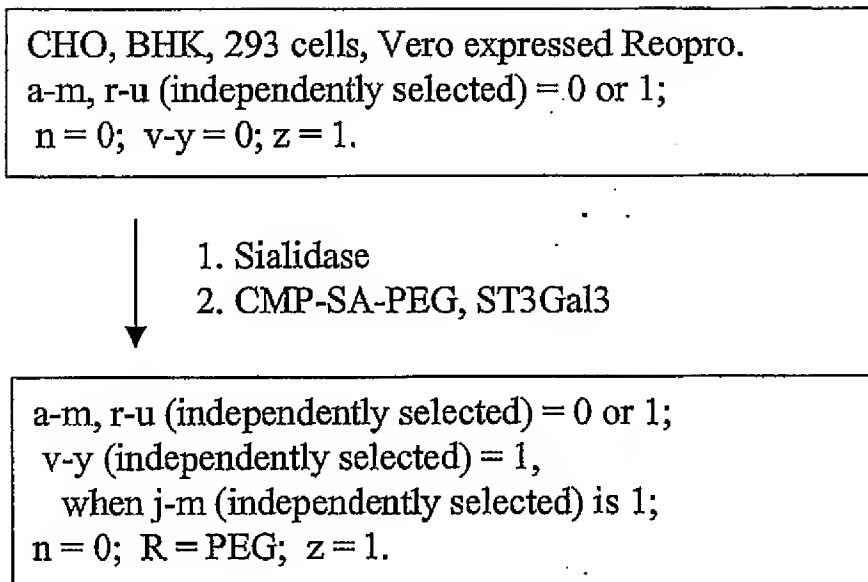 CHO, BHK, 293 cells, Vero expressed Reopro.
a-m, r-u (independently selected) = 0 or 1;
n = 0; v-y = 0; z = 1.
1. Sialidase
2. CMP-SA-PEG, ST3Gal3
a-m, r-u (independently selected) = 0 or 1;
v-y (independently selected) = 1,
when j-m (independently selected) is 1;
n = 0; R = PEG; z = 1.